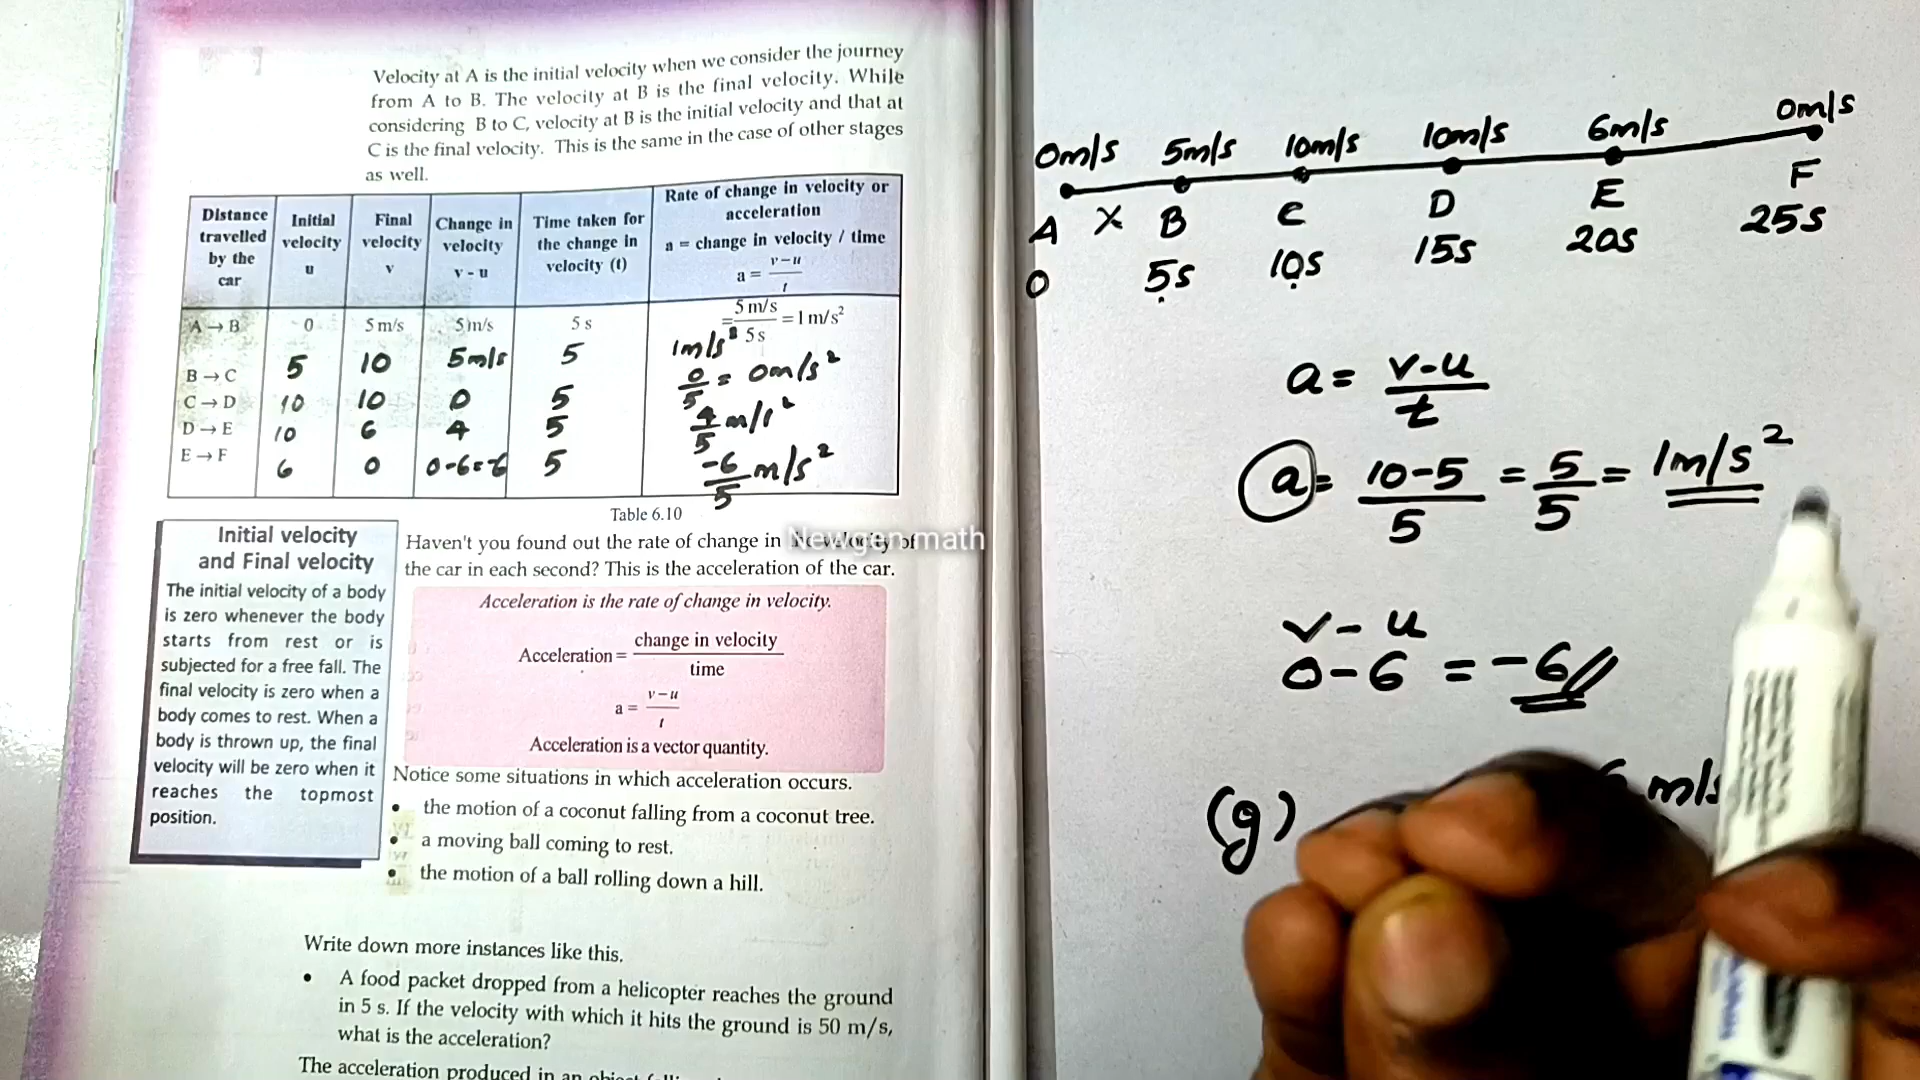 Velocity at A is the initial velocity when we consider the journey
from A to B. The velocity at B is the final velocity. While
considering B to C, velocity at B is the initial velocity and that at
C is the final velocity. This is the same in the case of other stages
as well.
Distance travelled by the car
Initial velocity u
Final velocity v
Change in velocity v - u
Time taken for the change in velocity (t)
Rate of change in velocity or acceleration
a = change in velocity / time
a = v-u / t
A → B 0 5 m/s 5 m/s 5 s = 5 m/s / 5 s = 1 m/s²
B → C 5 10 5m/s 5 1m/s²
C → D 10 10 0 5 0/5 = 0m/s²
D → E 10 6 4 5 4/5 m/s²
E → F 6 0 0-6=-6 5 -6/5 m/s²
Table 6.10
Initial velocity
and Final velocity
The initial velocity of a body
is zero whenever the body
starts from rest or is
subjected for a free fall. The
final velocity is zero when a
body comes to rest. When a
body is thrown up, the final
velocity will be zero when it
reaches the topmost
position.
Haven't you found out the rate of change in the velocity of
the car in each second? This is the acceleration of the car.
Newgen math
Acceleration is the rate of change in velocity.
Acceleration = change in velocity / time
a = v-u / t
Acceleration is a vector quantity.
Notice some situations in which acceleration occurs.
• the motion of a coconut falling from a coconut tree.
• a moving ball coming to rest.
• the motion of a ball rolling down a hill.
Write down more instances like this.
• A food packet dropped from a helicopter reaches the ground
in 5 s. If the velocity with which it hits the ground is 50 m/s,
what is the acceleration?
The acceleration produced in an
0m/s 5m/s 10m/s 10m/s 6m/s 0m/s
A X B C D E F
0 5s 10s 15s 20s 25s
a = v-u / t
a = 10-5 / 5 = 5/5 = 1m/s²
v - u
0 - 6 = -6
(g) m/s